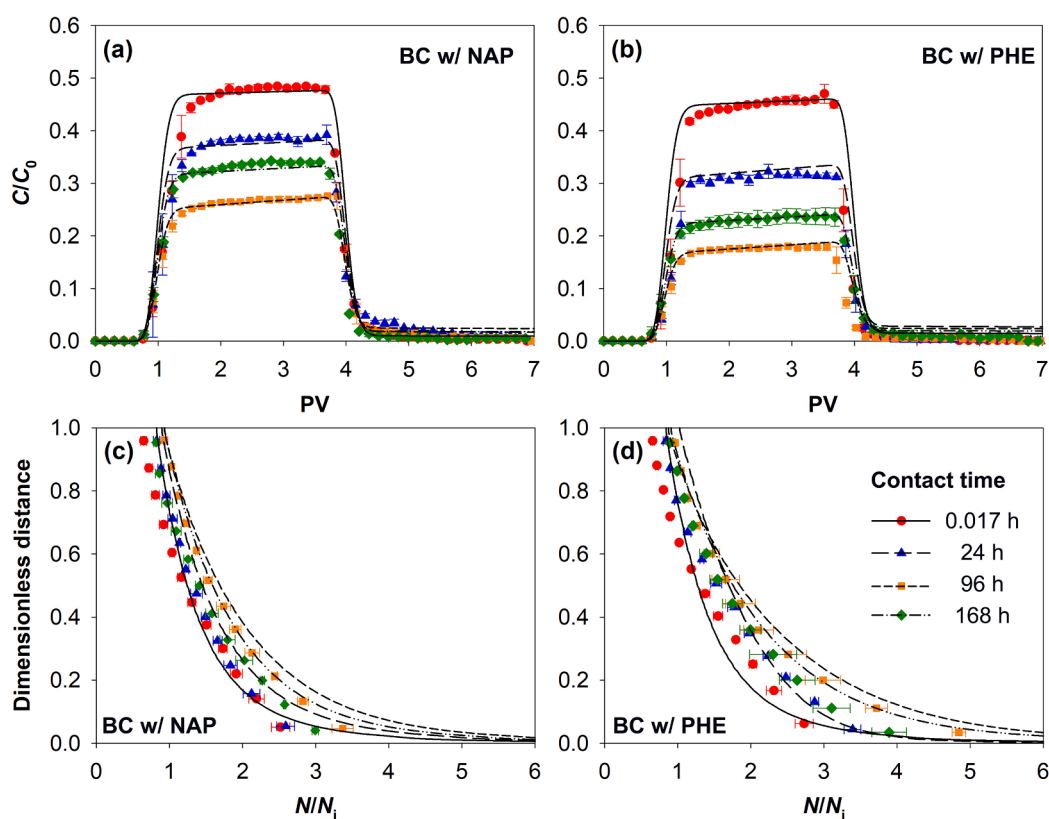 (a)
BC w/ NAP
0.6
0.5
0.4
0.3
0.2
0.1
0.0
C/C0
0 1 2 3 4 5 6 7
PV
(b)
BC w/ PHE
0.6
0.5
0.4
0.3
0.2
0.1
0.0
0 1 2 3 4 5 6 7
PV
(c)
BC w/ NAP
1.0
0.8
0.6
0.4
0.2
0.0
Dimensionless distance
0 1 2 3 4 5 6
N/Ni
(d)
BC w/ PHE
1.0
0.8
0.6
0.4
0.2
0.0
0 1 2 3 4 5 6
N/Ni
Contact time
0.017 h
24 h
96 h
168 h